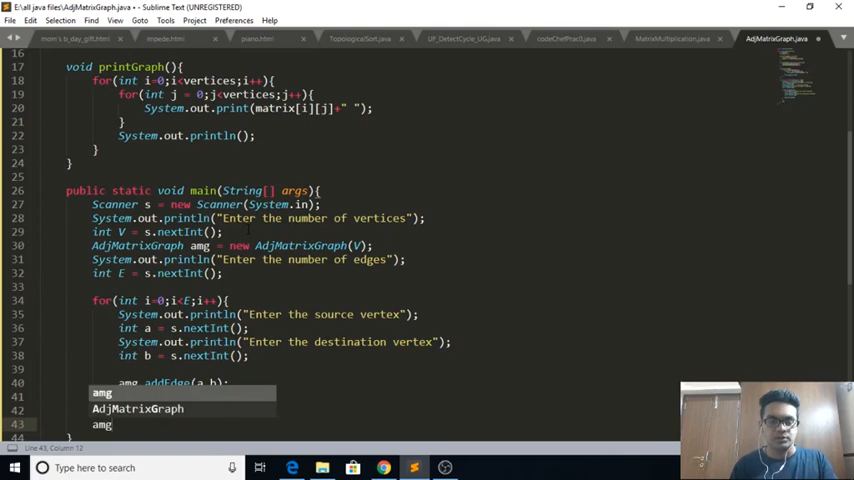 E:\all java files\AdjMatrixGraph.java - Sublime Text (UNREGISTERED)
File Edit Selection Find View Goto Tools Project Preferences Help
mom's b_day_gift.html impede.html piano.html TopologicalSort.java UF_DetectCycle_UG.java codeChefPrac3.java MatrixMultiplication.java AdjMatrixGraph.java
16
17 void printGraph(){
18 for(int i=0;i<vertices;i++){
19 for(int j = 0;j<vertices;j++){
20 System.out.print(matrix[i][j]+" ");
21 }
22 System.out.println();
23 }
24 }
25
26 public static void main(String[] args){
27 Scanner s = new Scanner(System.in);
28 System.out.println("Enter the number of vertices");
29 int V = s.nextInt();
30 AdjMatrixGraph amg = new AdjMatrixGraph(V);
31 System.out.println("Enter the number of edges");
32 int E = s.nextInt();
33
34 for(int i=0;i<E;i++){
35 System.out.println("Enter the source vertex");
36 int a = s.nextInt();
37 System.out.println("Enter the destination vertex");
38 int b = s.nextInt();
39
40 amg.addEdge(a,b);
41 amg
42 AdjMatrixGraph
43 amg
44 }
Line 43, Column 12
Type here to search